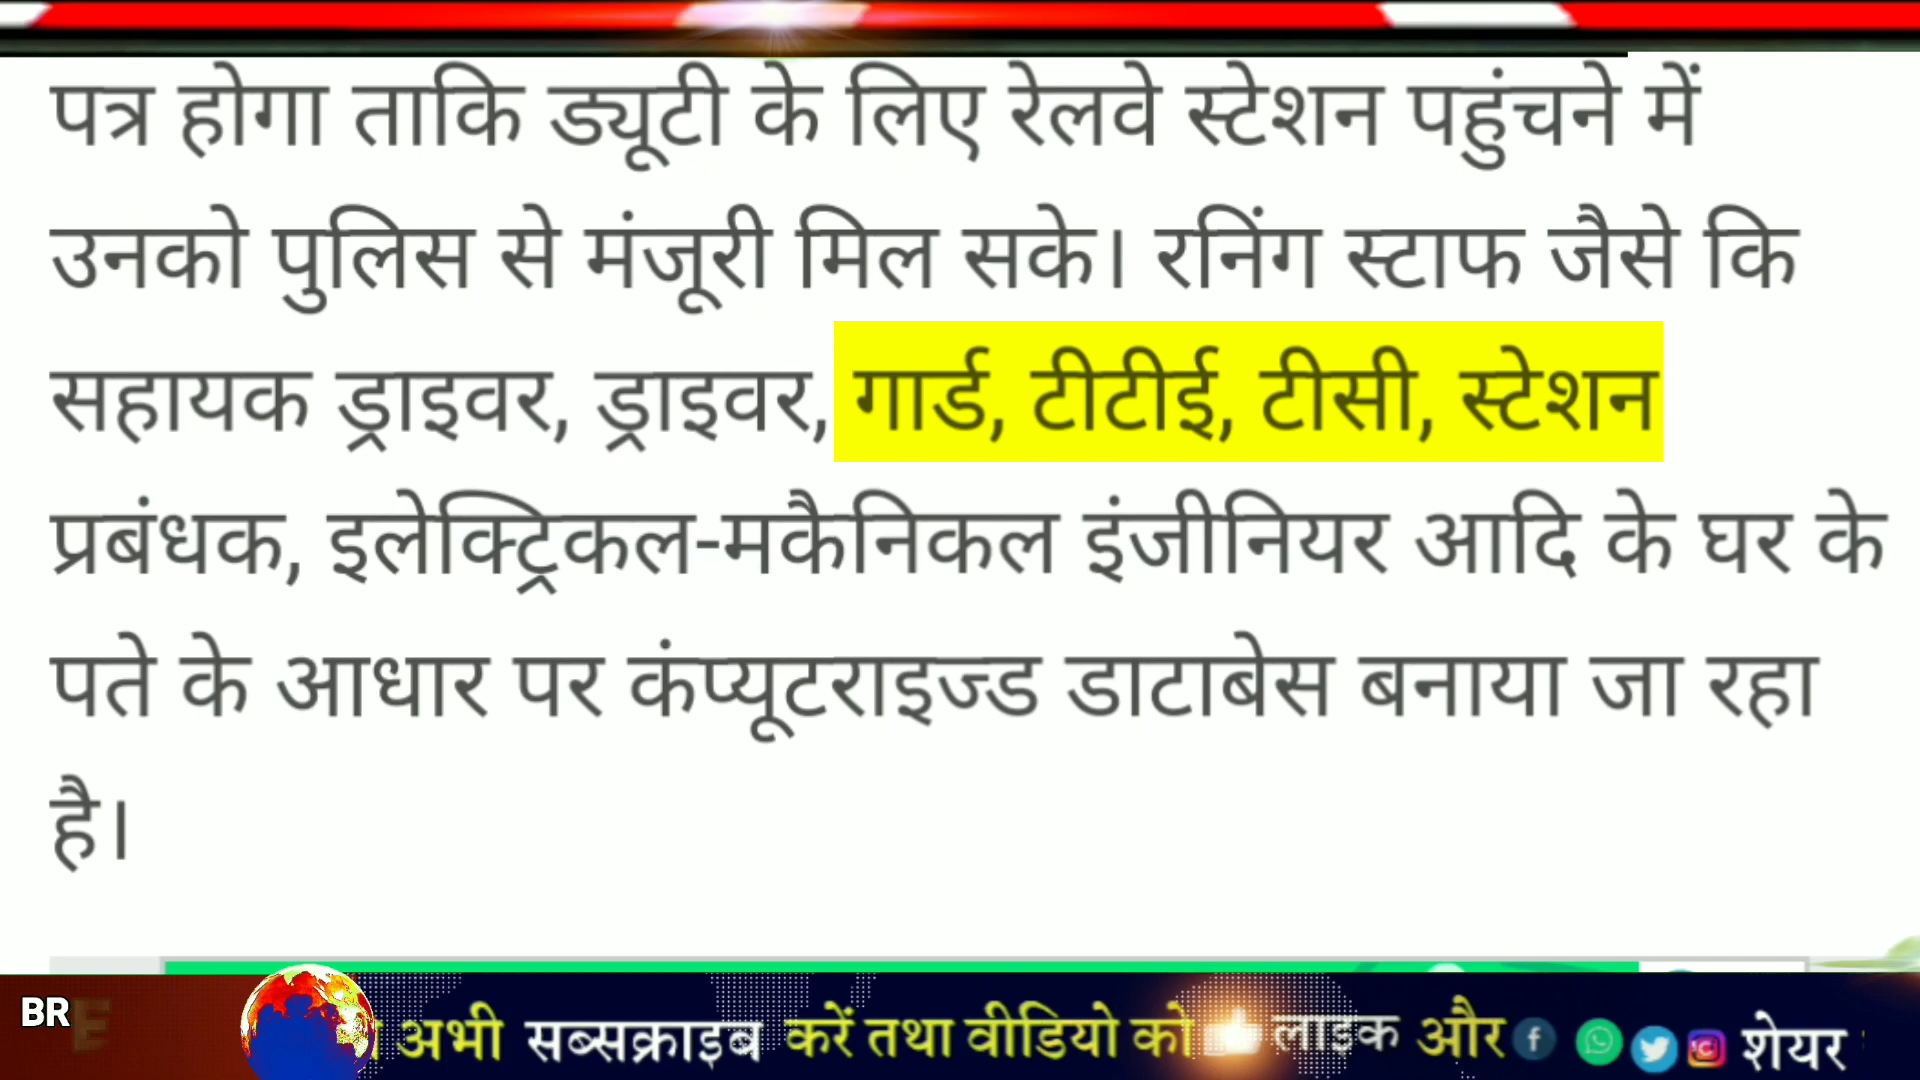 पत्र होगा ताकि ड्यूटी के लिए रेलवे स्टेशन पहुंचने में
उनको पुलिस से मंजूरी मिल सके। रनिंग स्टाफ जैसे कि
सहायक ड्राइवर, ड्राइवर, गार्ड, टीटीई, टीसी, स्टेशन
प्रबंधक, इलेक्ट्रिकल-मकैनिकल इंजीनियर आदि के घर के
पते के आधार पर कंप्यूटराइज्ड डाटाबेस बनाया जा रहा
है।
BRE अभी सब्सक्राइब करें तथा वीडियो को लाइक और शेयर